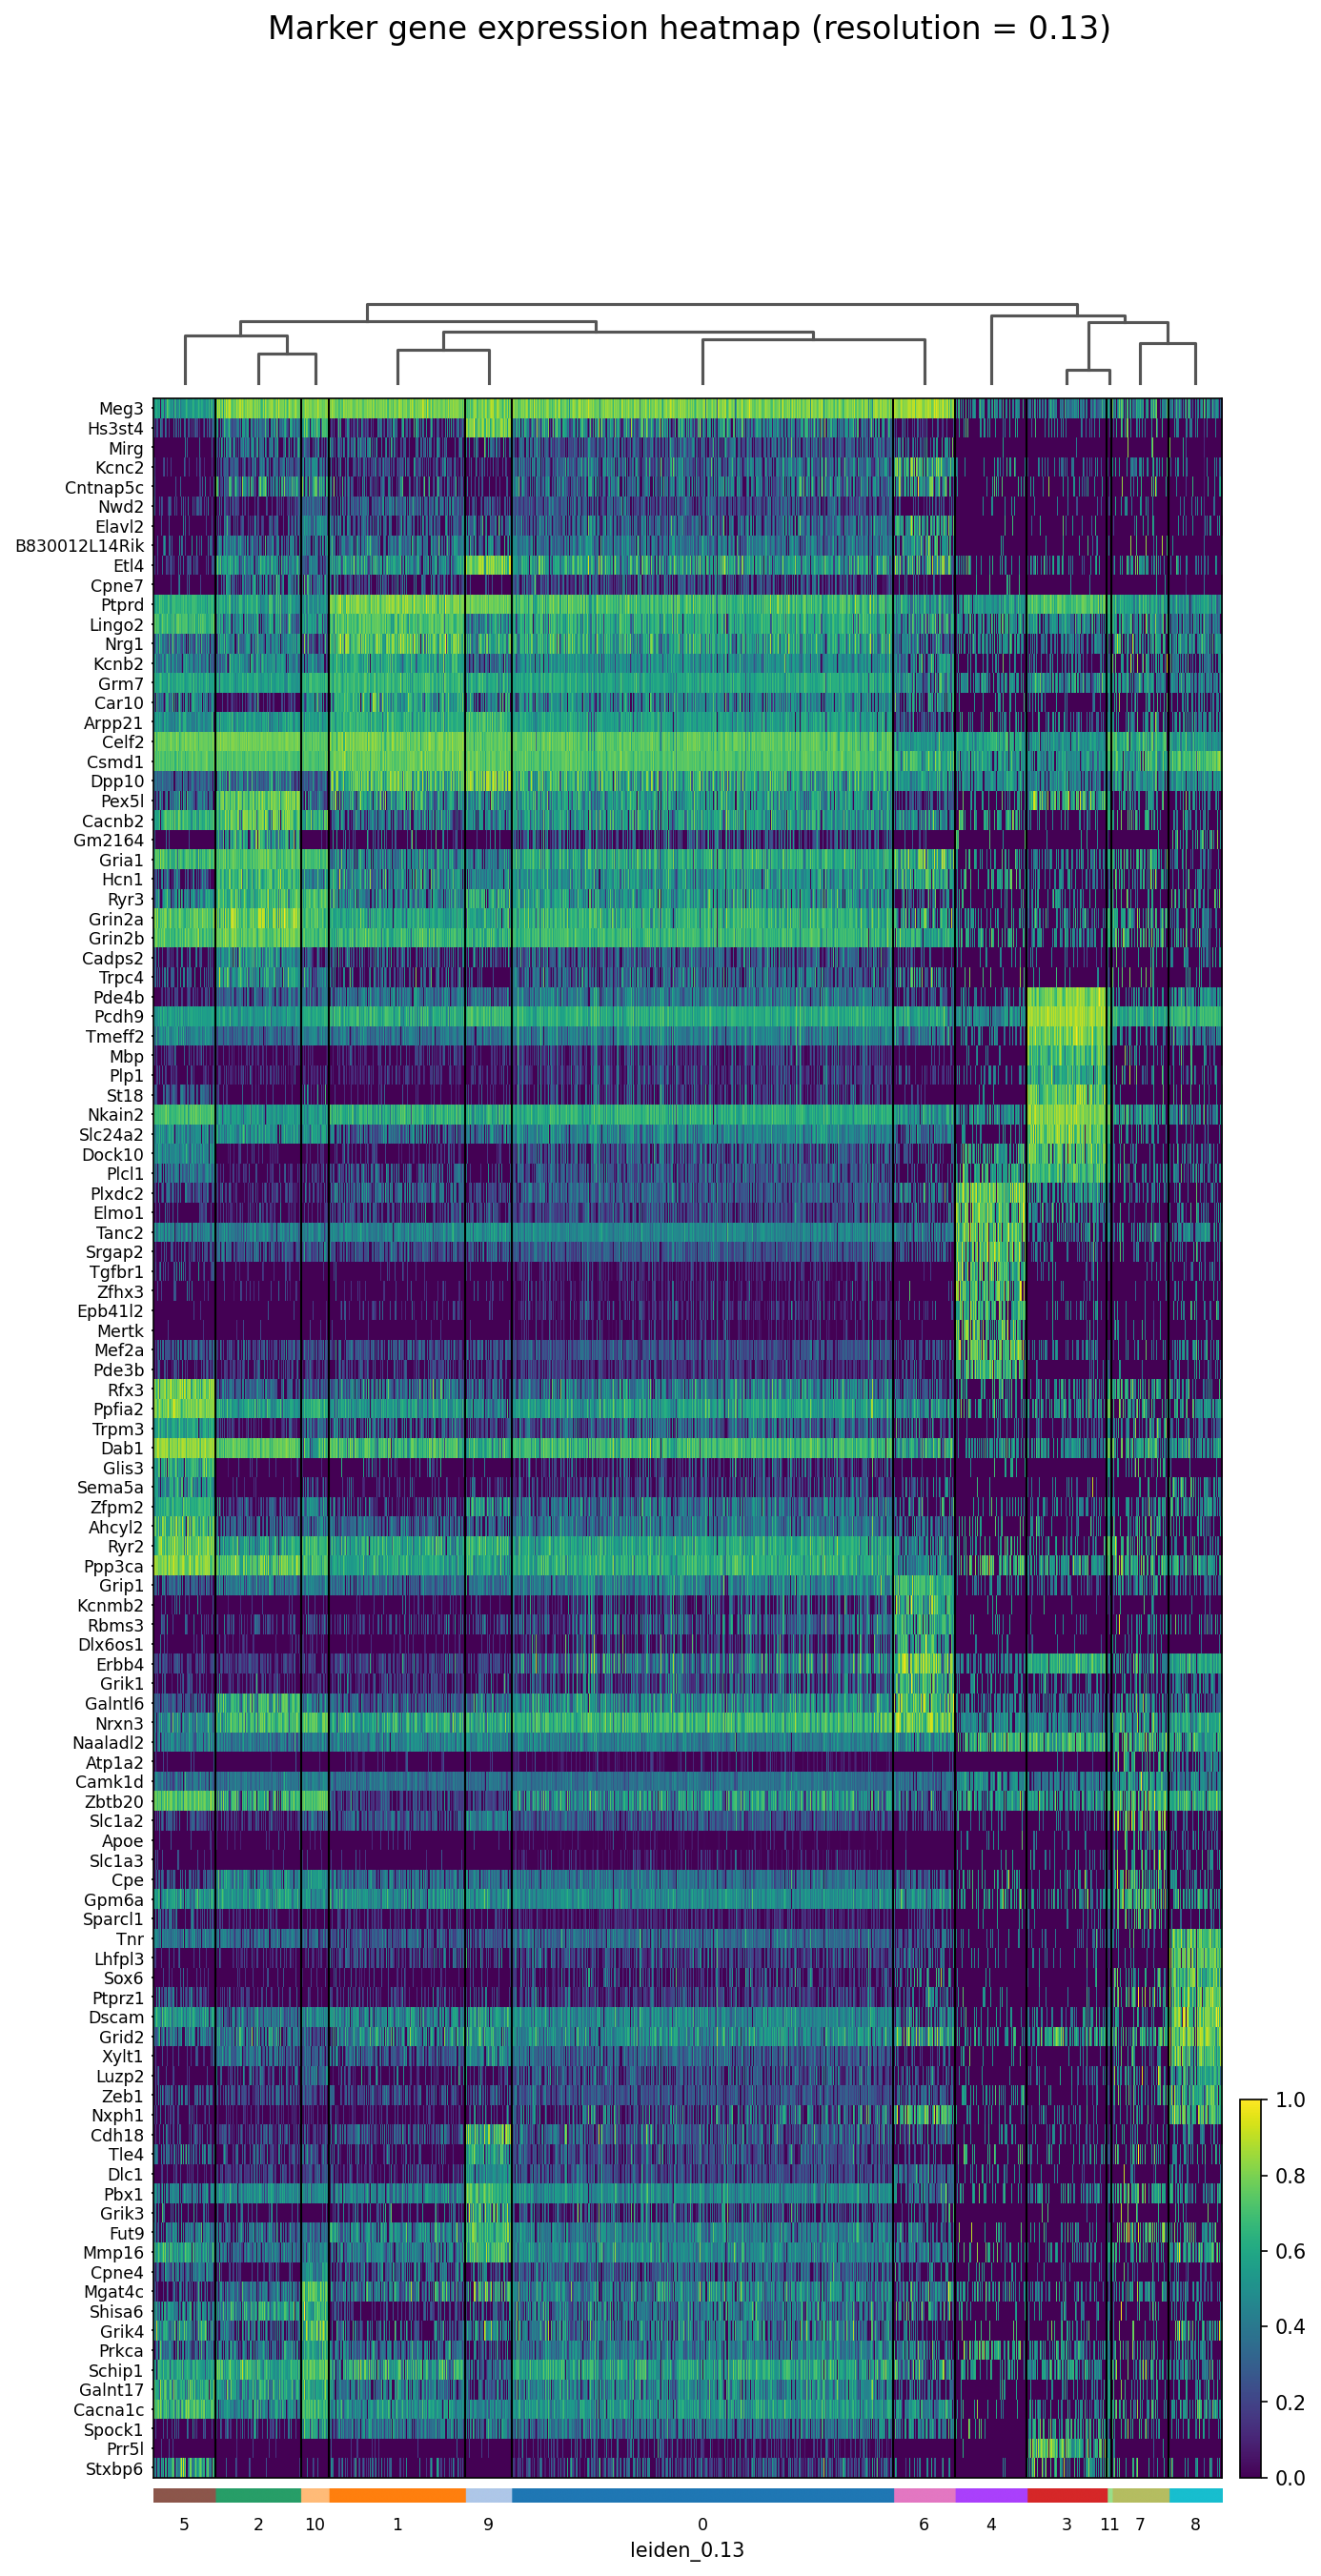 Marker gene expression heatmap (resolution = 0.13)
Meg3
Hs3st4
Mirg
Kcnc2
Cntnap5c
Nwd2
Elavl2
B830012L14Rik
Etl4
Cpne7
Ptprd
Lingo2
Nrg1
Kcnb2
Grm7
Car10
Arpp21
Celf2
Csmd1
Dpp10
Pex5l
Cacnb2
Gm2164
Gria1
Hcn1
Ryr3
Grin2a
Grin2b
Cadps2
Trpc4
Pde4b
Pcdh9
Tmeff2
Mbp
Plp1
St18
Nkain2
Slc24a2
Dock10
Plcl1
Plxdc2
Elmo1
Tanc2
Srgap2
Tgfbr1
Zfhx3
Epb41l2
Mertk
Mef2a
Pde3b
Rfx3
Ppfia2
Trpm3
Dab1
Glis3
Sema5a
Zfpm2
Ahcyl2
Ryr2
Ppp3ca
Grip1
Kcnmb2
Rbms3
Dlx6os1
Erbb4
Grik1
Galntl6
Nrxn3
Naaladl2
Atp1a2
Camk1d
Zbtb20
Slc1a2
Apoe
Slc1a3
Cpe
Gpm6a
Sparcl1
Tnr
Lhfpl3
Sox6
Ptprz1
Dscam
Grid2
Xylt1
Luzp2
Zeb1
Nxph1
Cdh18
Tle4
Dlc1
Pbx1
Grik3
Fut9
Mmp16
Cpne4
Mgat4c
Shisa6
Grik4
Prkca
Schip1
Galnt17
Cacna1c
Spock1
Prr5l
Stxbp6
1.0
0.8
0.6
0.4
0.2
0.0
5 2 10 1 9 0 6 4 3 11 7 8
leiden_0.13